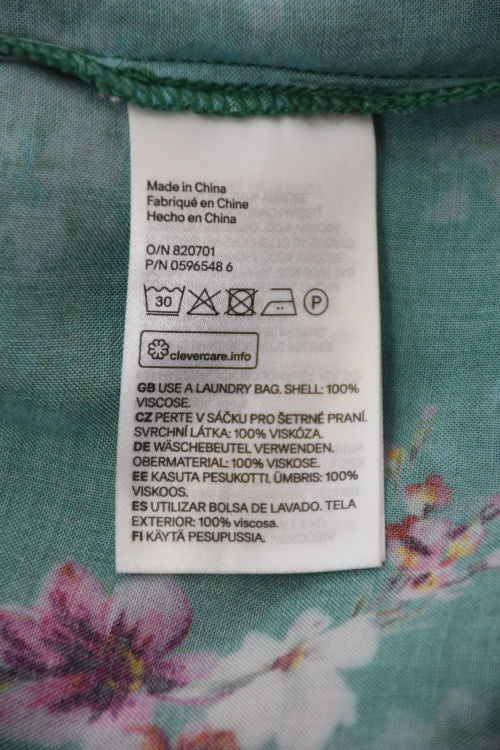 Made in China
Fabriqué en Chine
Hecho en China
O/N 820701
P/N 0596548 6
30 P
clevercare.info
GB USE A LAUNDRY BAG. SHELL: 100%
VISCOSE.
CZ PERTE V SÁČKU PRO ŠETRNÉ PRANÍ.
SVRCHNÍ LÁTKA: 100% VISKÓZA.
DE WÄSCHEBEUTEL VERWENDEN.
OBERMATERIAL: 100% VISKOSE.
EE KASUTA PESUKOTTI. ÜMBRIS: 100%
VISKOOS.
ES UTILIZAR BOLSA DE LAVADO. TELA
EXTERIOR: 100% viscosa.
FI KÄYTÄ PESUPUSSIA.